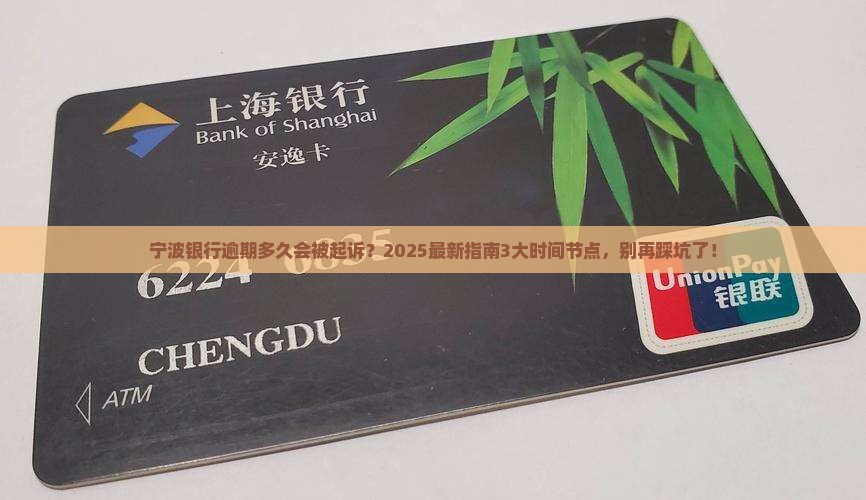 上海银行
Bank of Shanghai
安逸卡
宁波银行逾期多久会被起诉？2025最新指南3大时间节点，别再踩坑了！
6224 0835
UnionPay
银联
CHENGDU
ATM